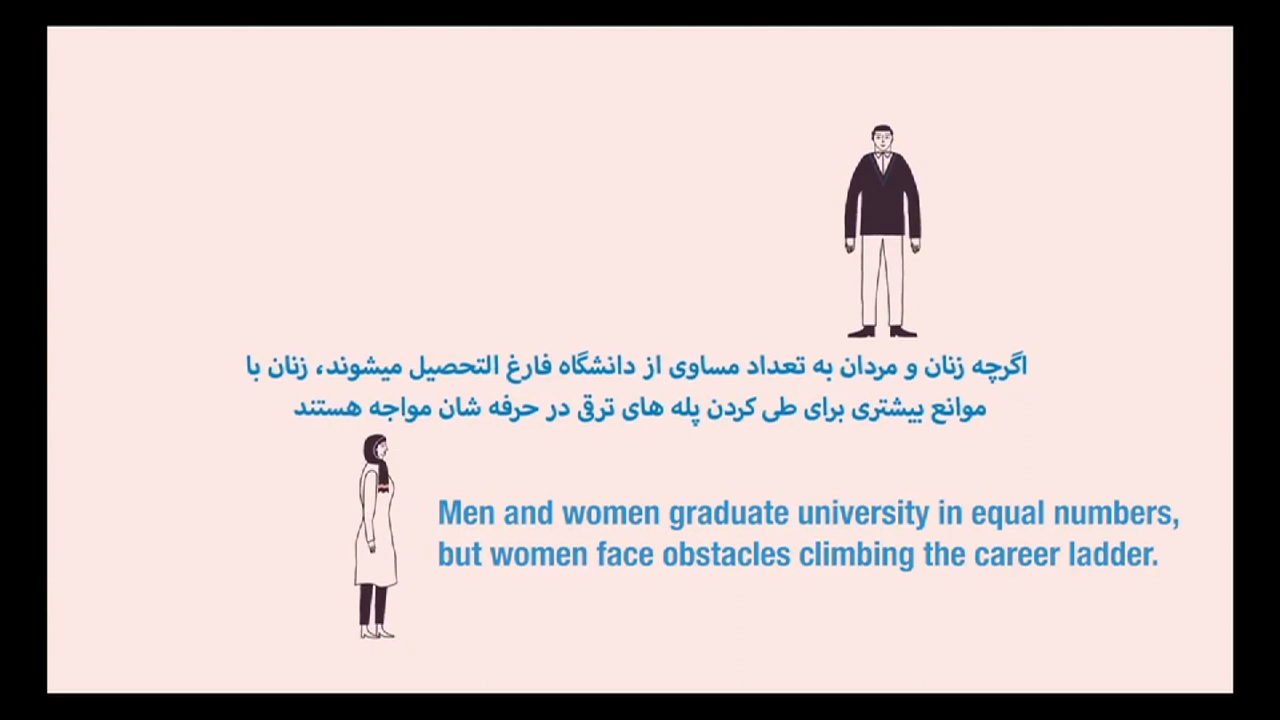 اگرچه زنان و مردان به تعداد مساوی از دانشگاه فارغ التحصیل میشوند، زنان با
موانع بیشتری برای طی کردن پله های ترقی در حرفه شان مواجه هستند
Men and women graduate university in equal numbers,
but women face obstacles climbing the career ladder.